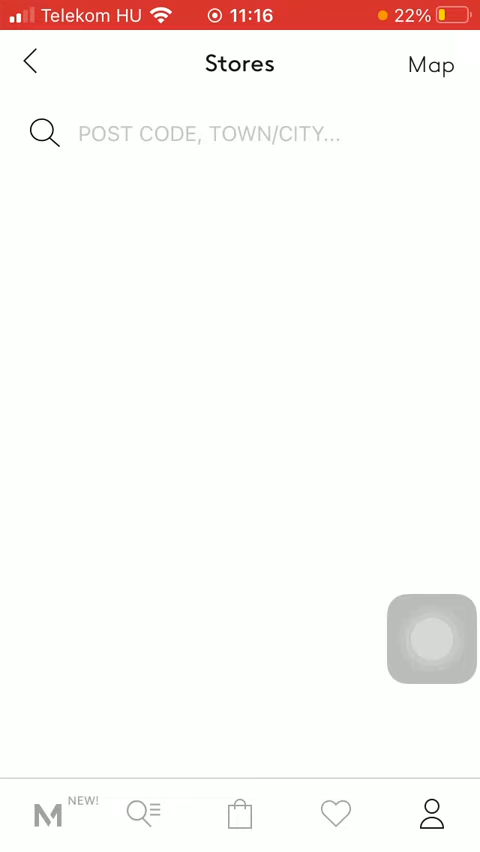 Telekom HU 11:16 22%
Stores Map
POST CODE, TOWN/CITY...
M NEW!